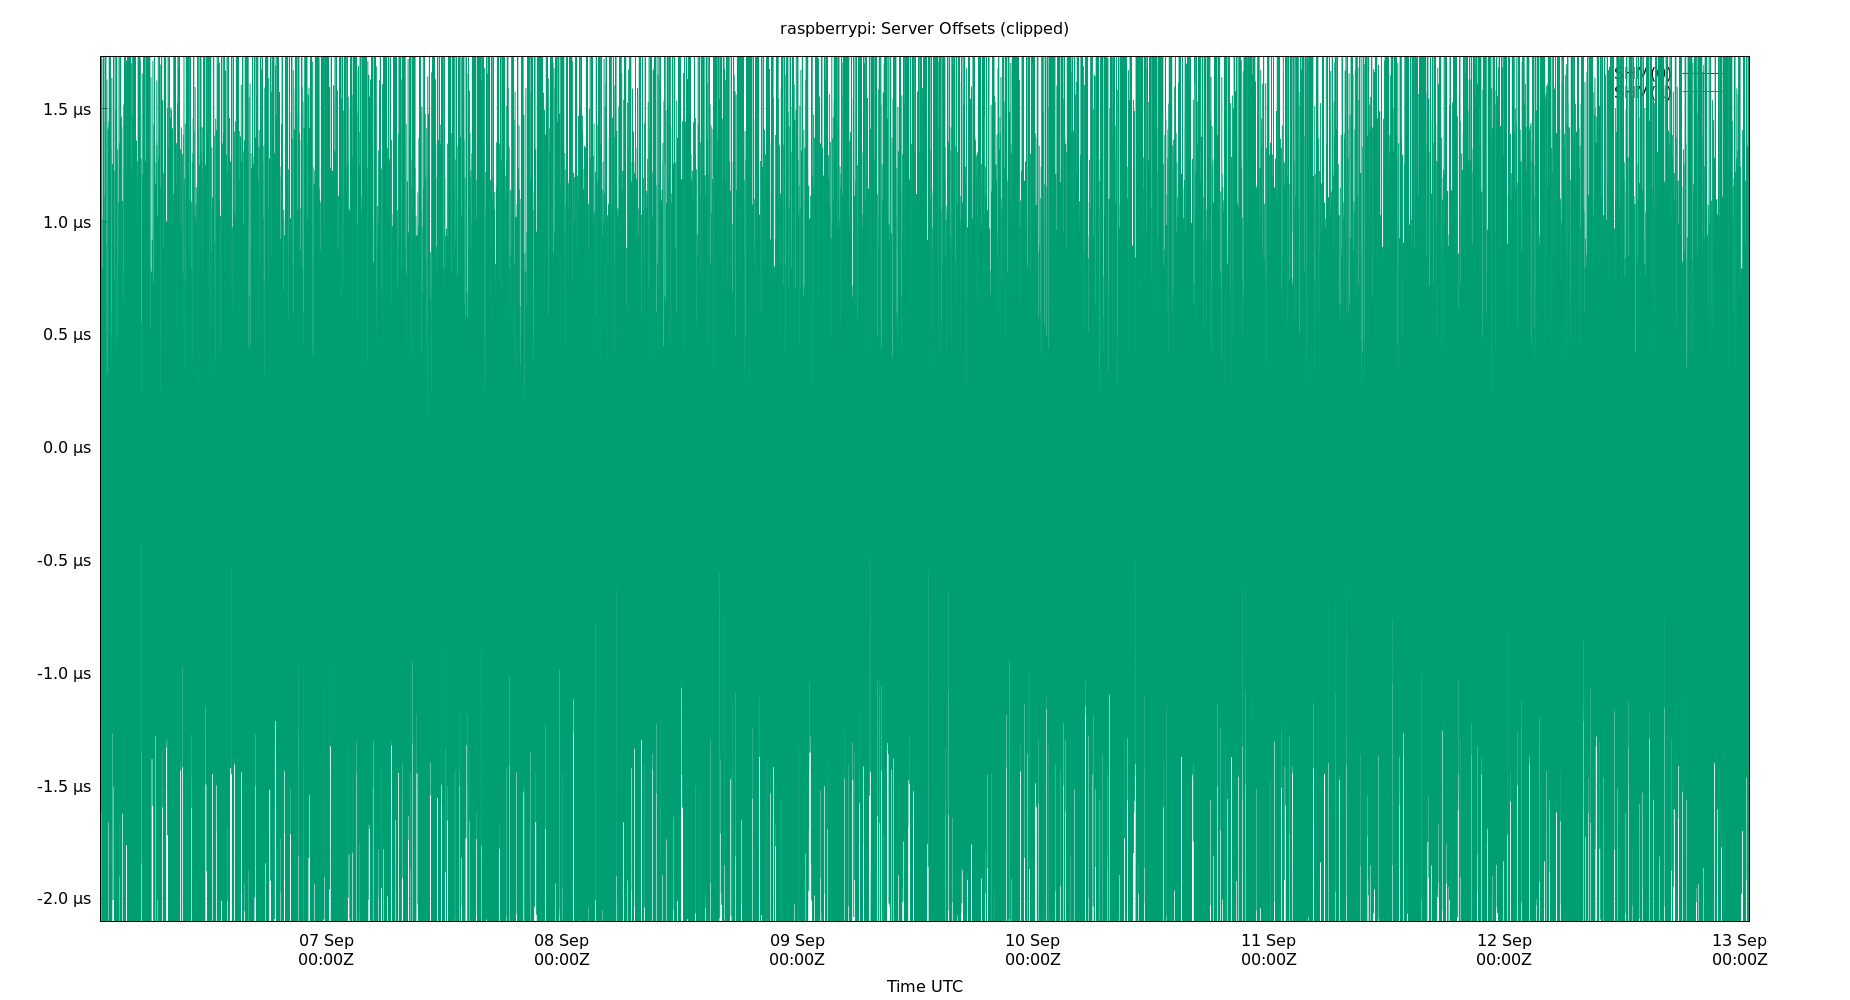 raspberrypi: Server Offsets (clipped)
SHM(0)
1.5 µs
1.0 µs
0.5 µs
0.0 µs
-0.5 µs
-1.0 µs
-1.5 µs
-2.0 µs
07 Sep 08 Sep 09 Sep 10 Sep 11 Sep 12 Sep 13 Sep
00:00Z 00:00Z 00:00Z 00:00Z 00:00Z 00:00Z 00:00Z
Time UTC